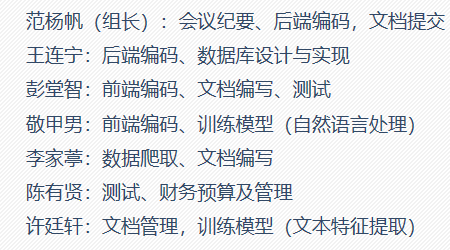 范杨帆（组长）：会议纪要、后端编码，文档提交
王连宁：后端编码、数据库设计与实现
彭堂智：前端编码、文档编写、测试
敬甲男：前端编码、训练模型（自然语言处理）
李家葶：数据爬取、文档编写
陈有贤：测试、财务预算及管理
许廷轩：文档管理，训练模型（文本特征提取）